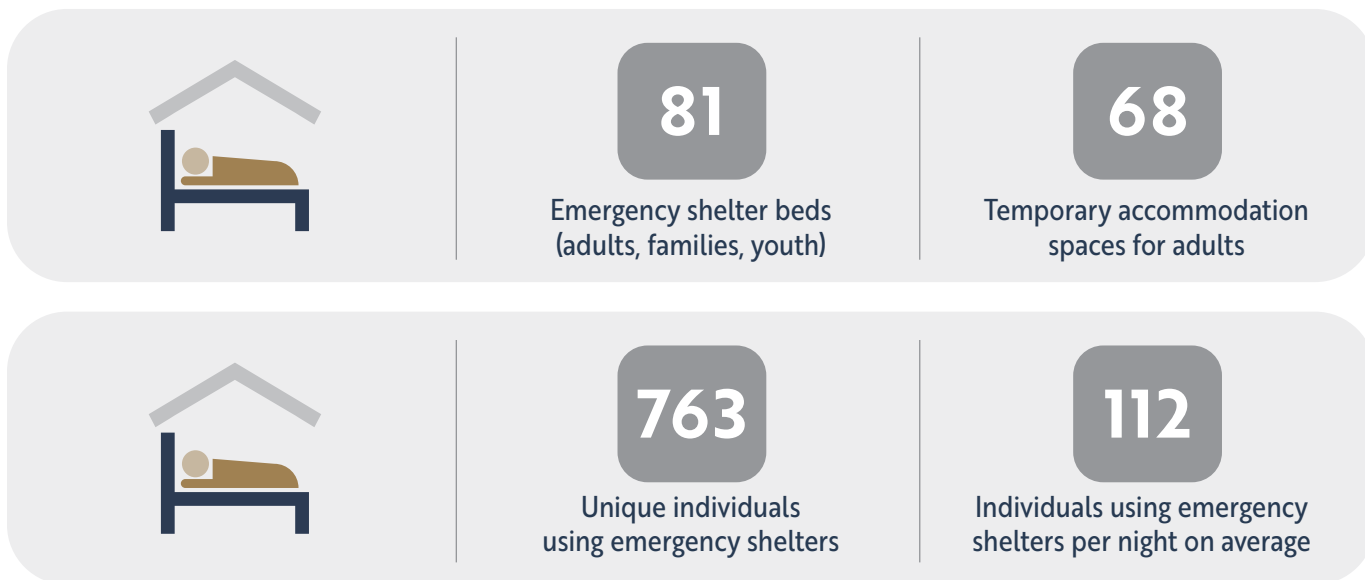 81
Emergency shelter beds
(adults, families, youth)
68
Temporary accommodation
spaces for adults
763
Unique individuals
using emergency shelters
112
Individuals using emergency
shelters per night on average